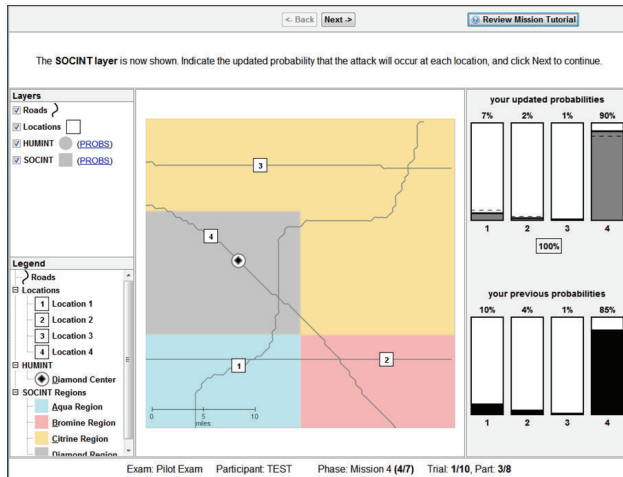 <- Back
Next ->
Review Mission Tutorial
The SOCINT layer is now shown. Indicate the updated probability that the attack will occur at each location, and click Next to continue.
Layers
Roads
Locations
HUMINT (PROBS)
SOCINT (PROBS)
Legend
Roads
Locations
1 Location 1
2 Location 2
3 Location 3
4 Location 4
HUMINT
Diamond Center
SOCINT Regions
Aqua Region
Bromine Region
Citrine Region
Diamond Region
3
4
1
2
0 5 10
miles
your updated probabilities
7% 2% 1% 90%
1 2 3 4
100%
your previous probabilities
10% 4% 1% 85%
1 2 3 4
Exam: Pilot Exam Participant: TEST Phase: Mission 4 (4/7) Trial: 1/10, Part: 3/8